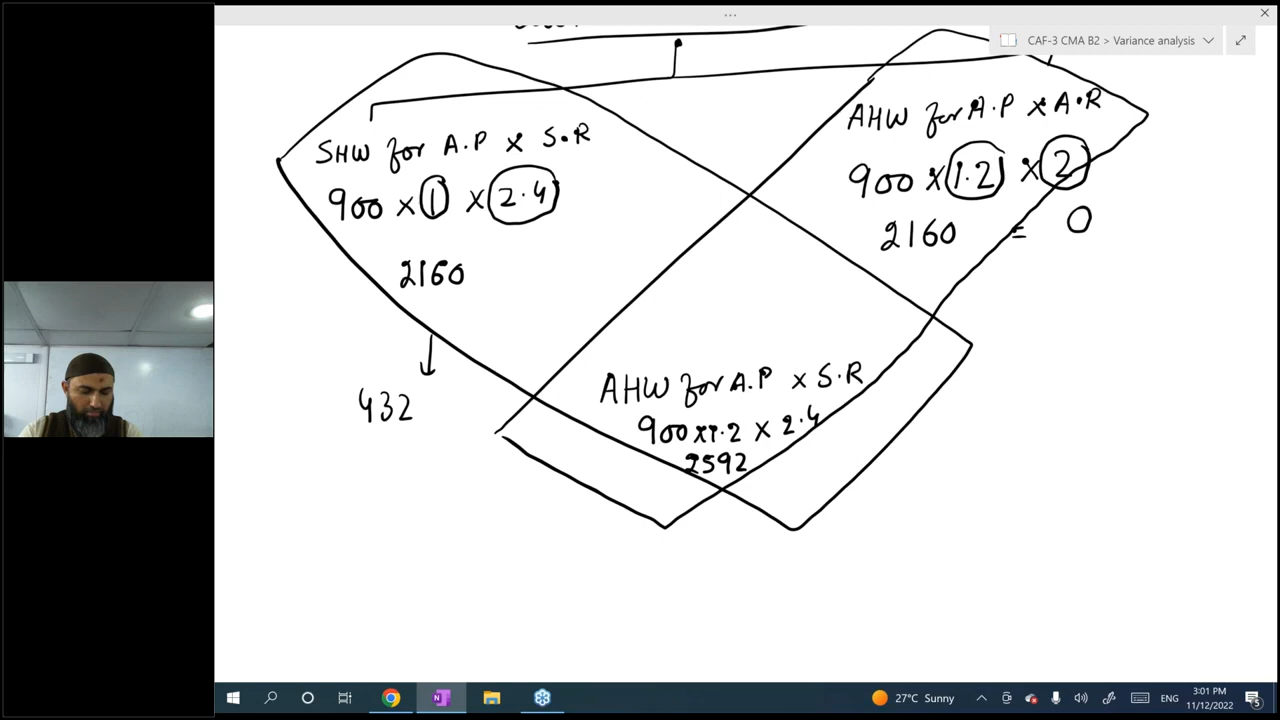 CAF-3 CMA B2 > Variance analysis
SHW for A.P x S.R
900 x 1 x 2.4
2160
432
AHW for A.P x A.R
900 x 1.2 x 2
2160 = 0
AHW for A.P x S.R
900 x 1.2 x 2.4
2592
27°C Sunny
ENG
3:01 PM
11/12/2022
5